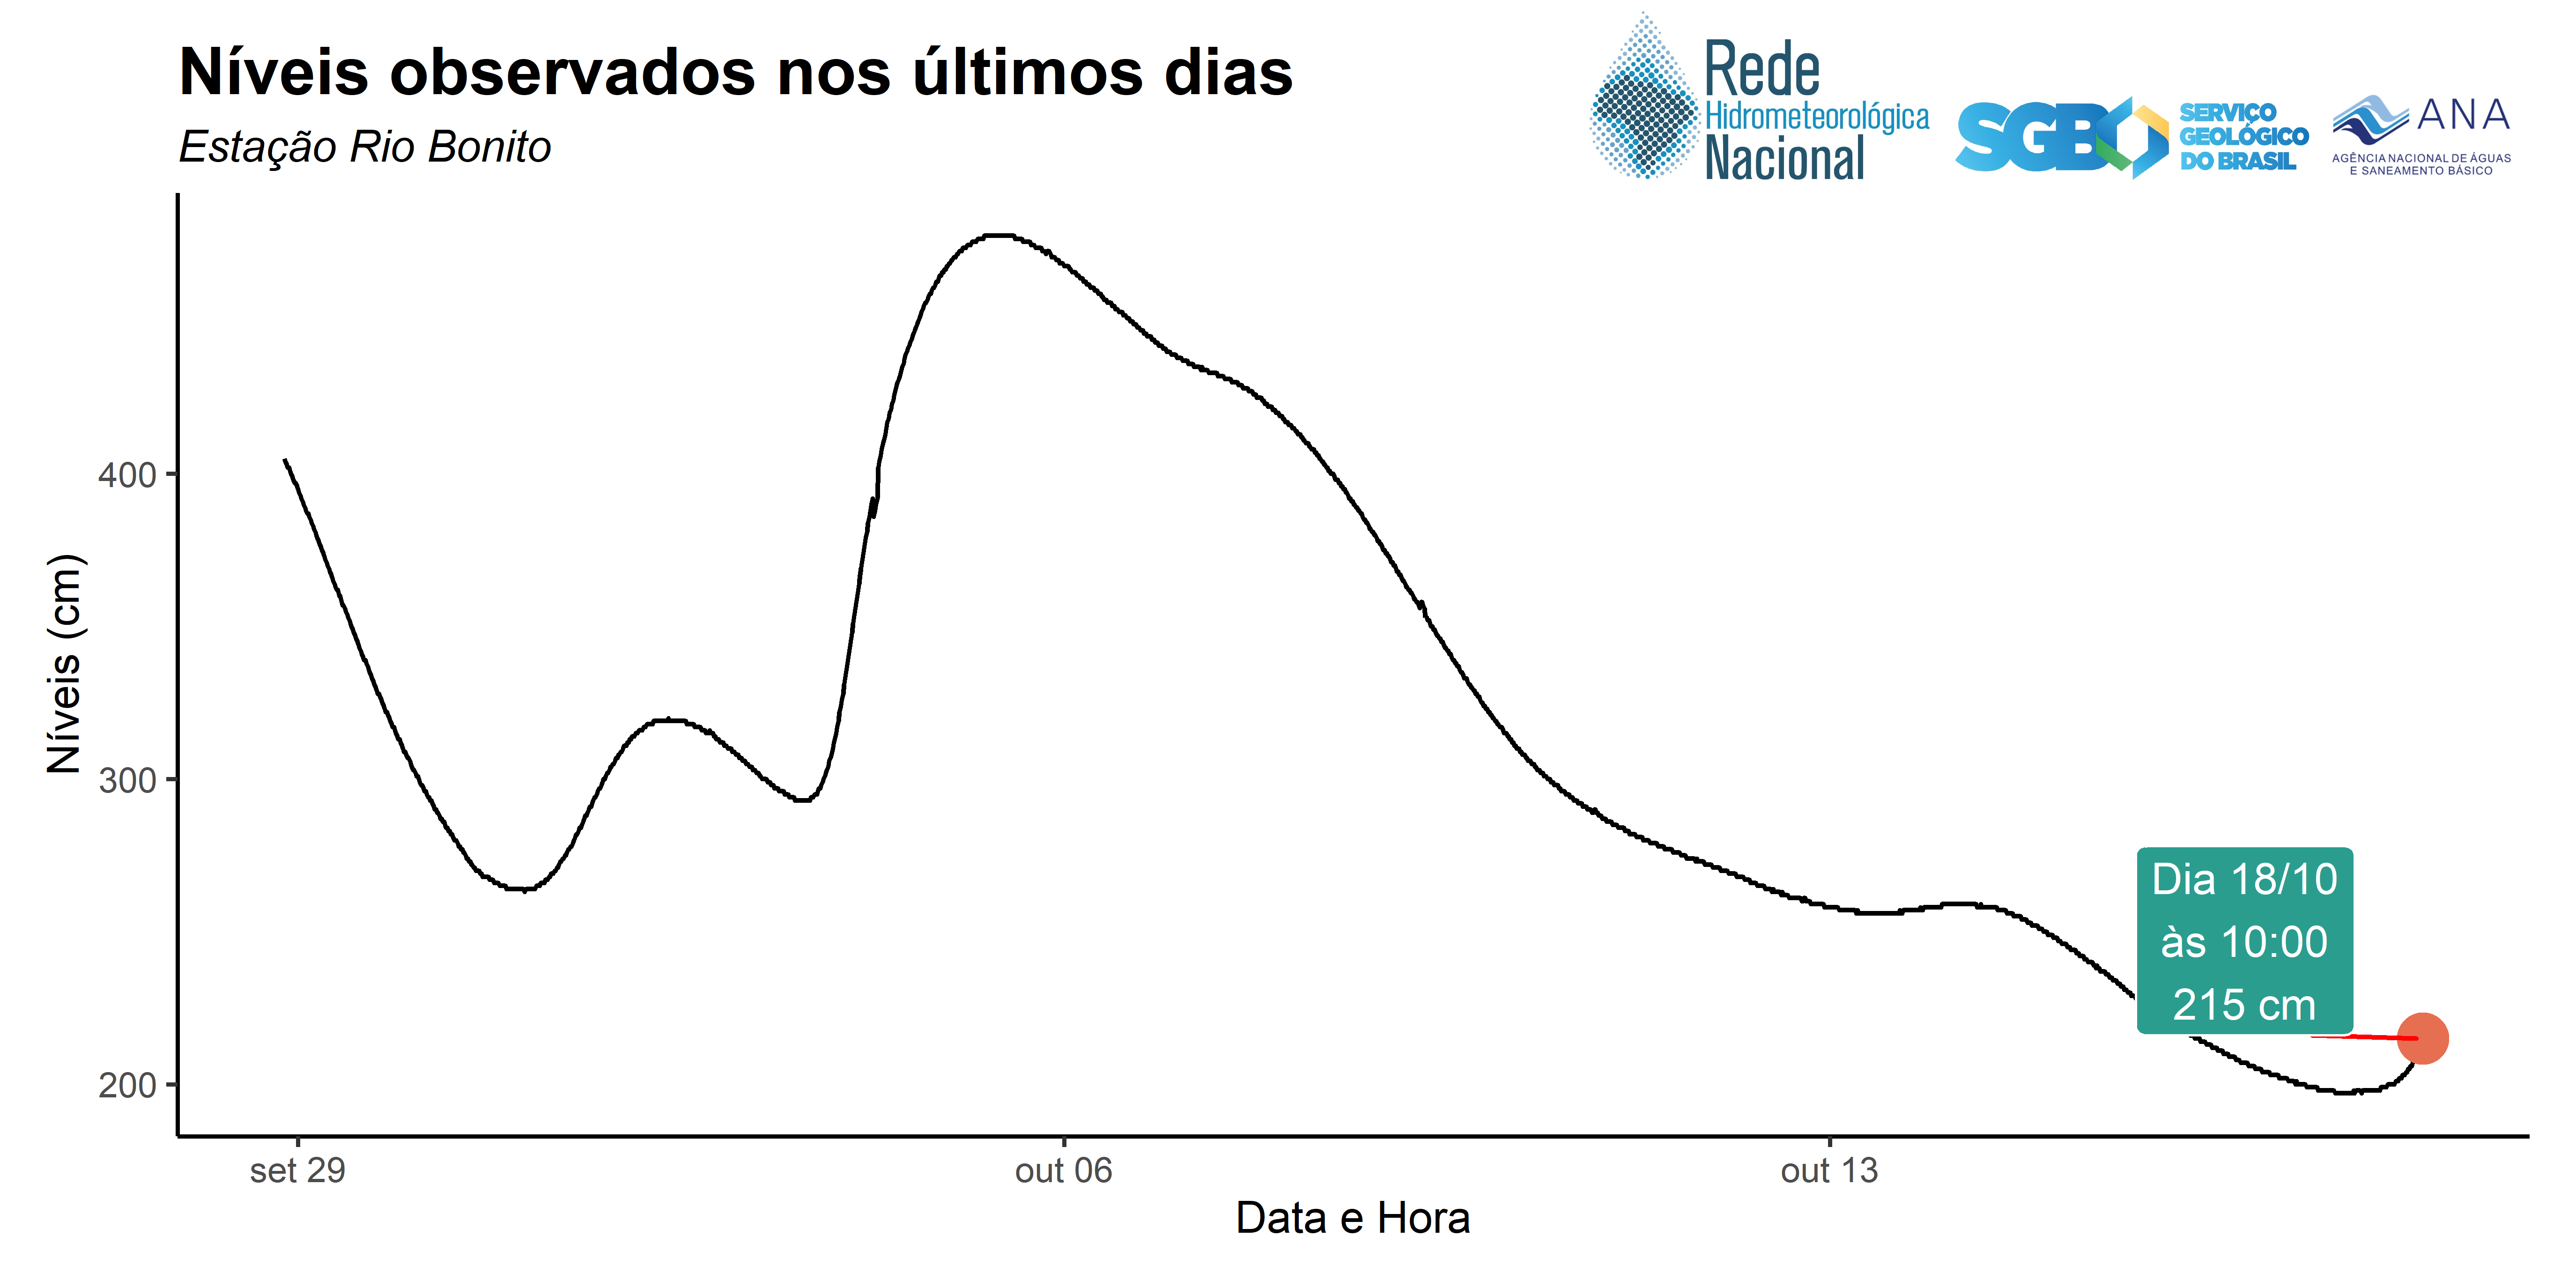 Níveis observados nos últimos dias
Estação Rio Bonito
Rede
Hidrometeorológica
Nacional
SGB
SERVIÇO
GEOLÓGICO
DO BRASIL
ANA
AGÊNCIA NACIONAL DE ÁGUAS
E SANEAMENTO BÁSICO
Níveis (cm)
400
300
200
Dia 18/10
às 10:00
215 cm
set 29
out 06
out 13
Data e Hora